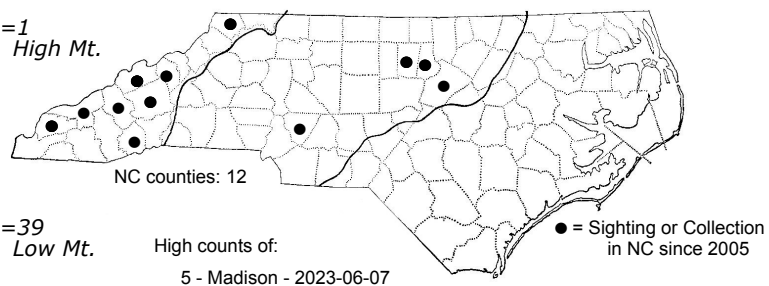 =1
High Mt.
NC counties: 12
=39
Low Mt.
High counts of:
5 - Madison - 2023-06-07
● = Sighting or Collection
in NC since 2005